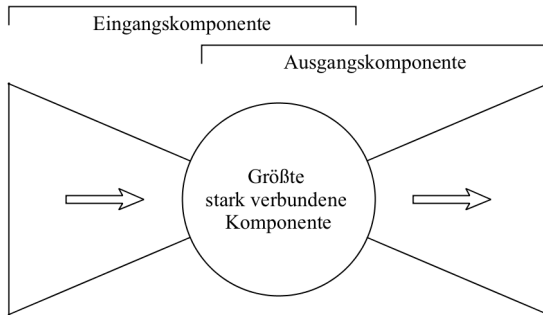 Eingangskomponente
Ausgangskomponente
Größte
stark verbundene
Komponente